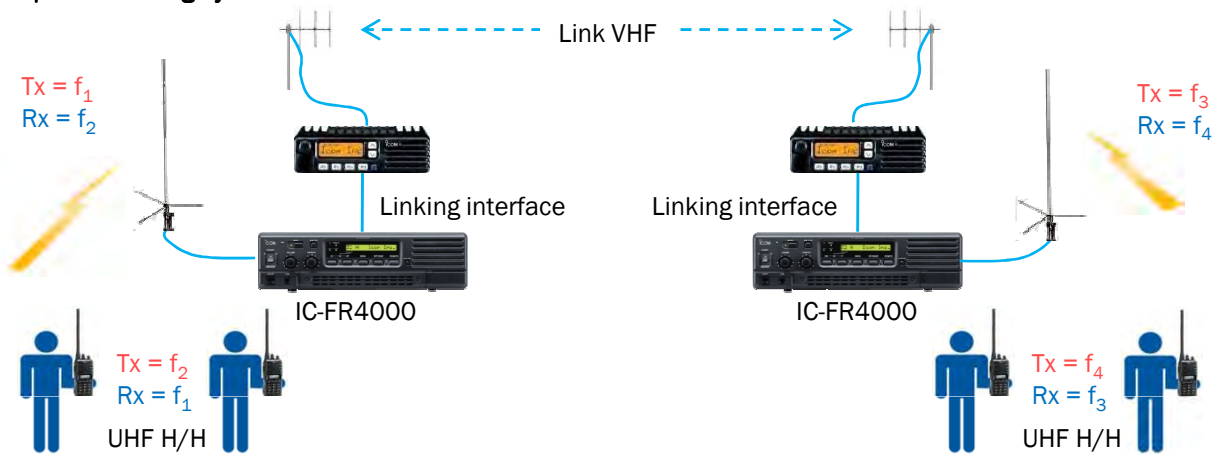 Link VHF
Tx = f₁
Rx = f₂
Tx = f₃
Rx = f₄
Linking interface
Linking interface
IC-FR4000
IC-FR4000
Tx = f₂
Rx = f₁
UHF H/H
Tx = f₄
Rx = f₃
UHF H/H